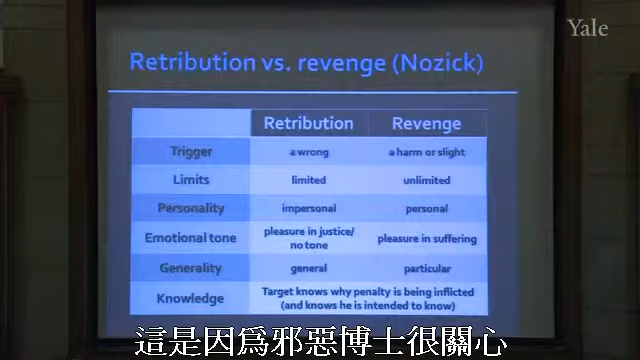 Yale
Retribution vs. revenge (Nozick)
Retribution Revenge
Trigger a wrong a harm or slight
Limits limited unlimited
Personality impersonal personal
Emotional tone pleasure in justice/ no tone pleasure in suffering
Generality general particular
Knowledge Target knows why penalty is being inflicted
(and knows he is intended to know)
這是因爲邪惡博士很關心